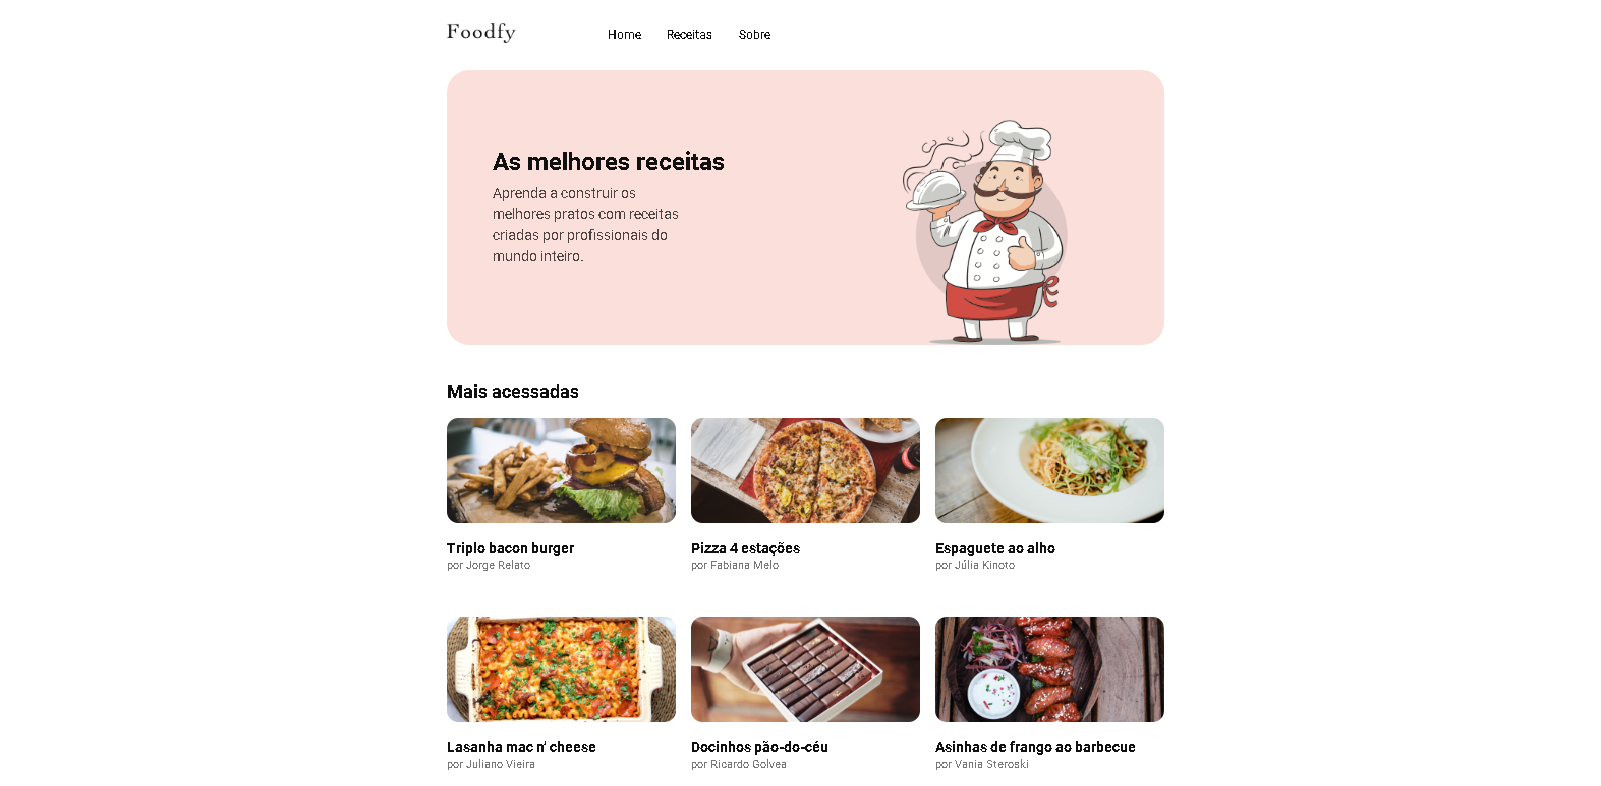 Foodfy
Home Receitas Sobre
As melhores receitas
Aprenda a construir os
melhores pratos com receitas
criadas por profissionais do
mundo inteiro.
Mais acessadas
Triplo bacon burger
por Jorge Relato
Pizza 4 estações
por Fabiana Melo
Espaguete ao alho
por Júlia Kinoto
Lasanha mac n' cheese
por Juliano Vieira
Docinhos pão-do-céu
por Ricardo Golvea
Asinhas de frango ao barbecue
por Vania Steroski